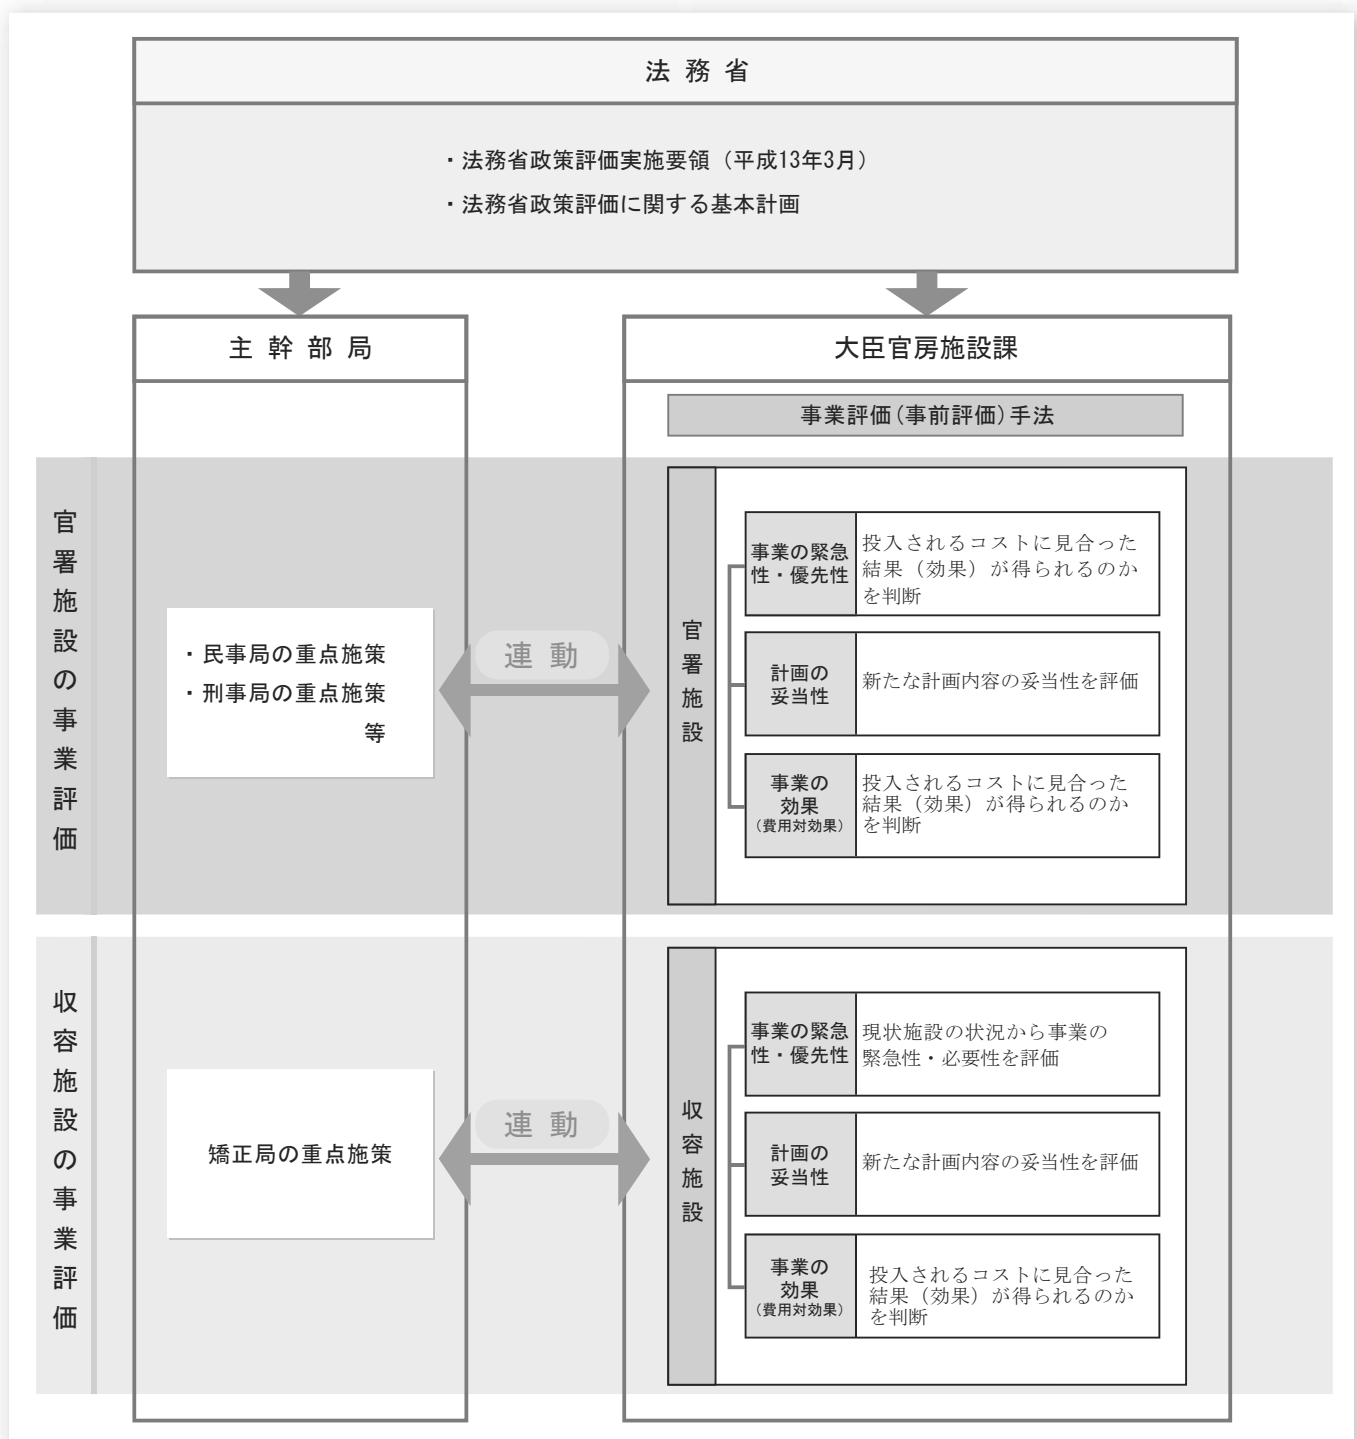 法務省
・法務省政策評価実施要領（平成13年3月）
・法務省政策評価に関する基本計画
主幹部局
大臣官房施設課
事業評価(事前評価)手法
官署施設の事業評価
・民事局の重点施策
・刑事局の重点施策
等
連動
官署施設
事業の緊急
性・優先性
投入されるコストに見合った
結果（効果）が得られるのか
を判断
計画の
妥当性
新たな計画内容の妥当性を評価
事業の
効果
（費用対効果）
投入されるコストに見合った
結果（効果）が得られるのか
を判断
収容施設の事業評価
矯正局の重点施策
連動
収容施設
事業の緊急
性・優先性
現状施設の状況から事業の
緊急性・必要性を評価
計画の
妥当性
新たな計画内容の妥当性を評価
事業の
効果
（費用対効果）
投入されるコストに見合った
結果（効果）が得られるのか
を判断